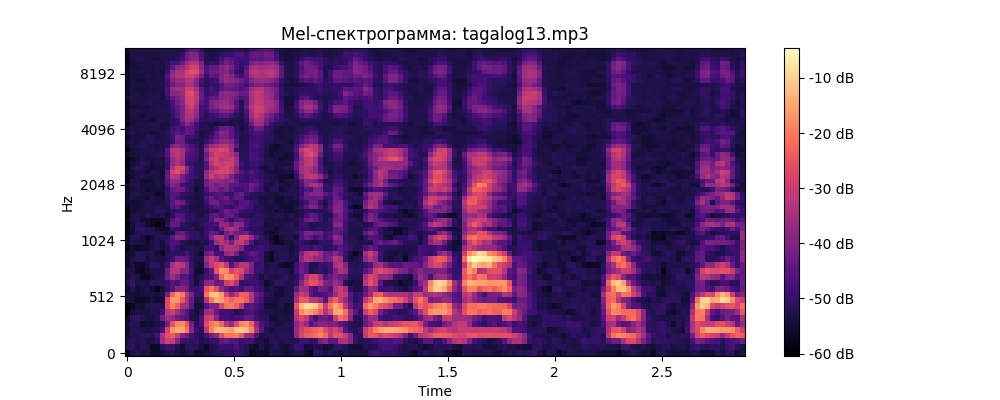 Mel-спектрограмма: tagalog13.mp3
8192
4096
2048
1024
512
0
Hz
0 0.5 1 1.5 2 2.5
Time
-10 dB
-20 dB
-30 dB
-40 dB
-50 dB
-60 dB